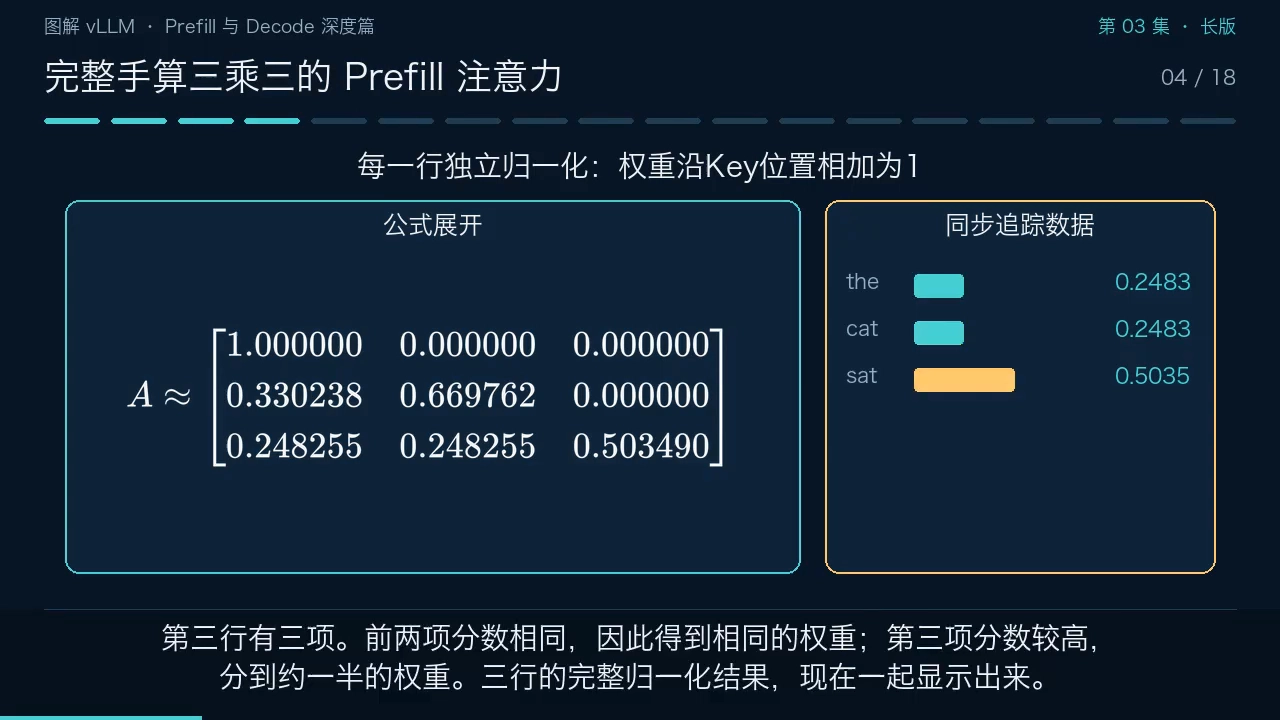 图解 vLLM · Prefill 与 Decode 深度篇
第 03 集 · 长版
完整手算三乘三的 Prefill 注意力
04 / 18
每一行独立归一化：权重沿Key位置相加为1
公式展开
A ≈ [1.000000 0.000000 0.000000
0.330238 0.669762 0.000000
0.248255 0.248255 0.503490]
同步追踪数据
the 0.2483
cat 0.2483
sat 0.5035
第三行有三项。前两项分数相同，因此得到相同的权重；第三项分数较高，
分到约一半的权重。三行的完整归一化结果，现在一起显示出来。